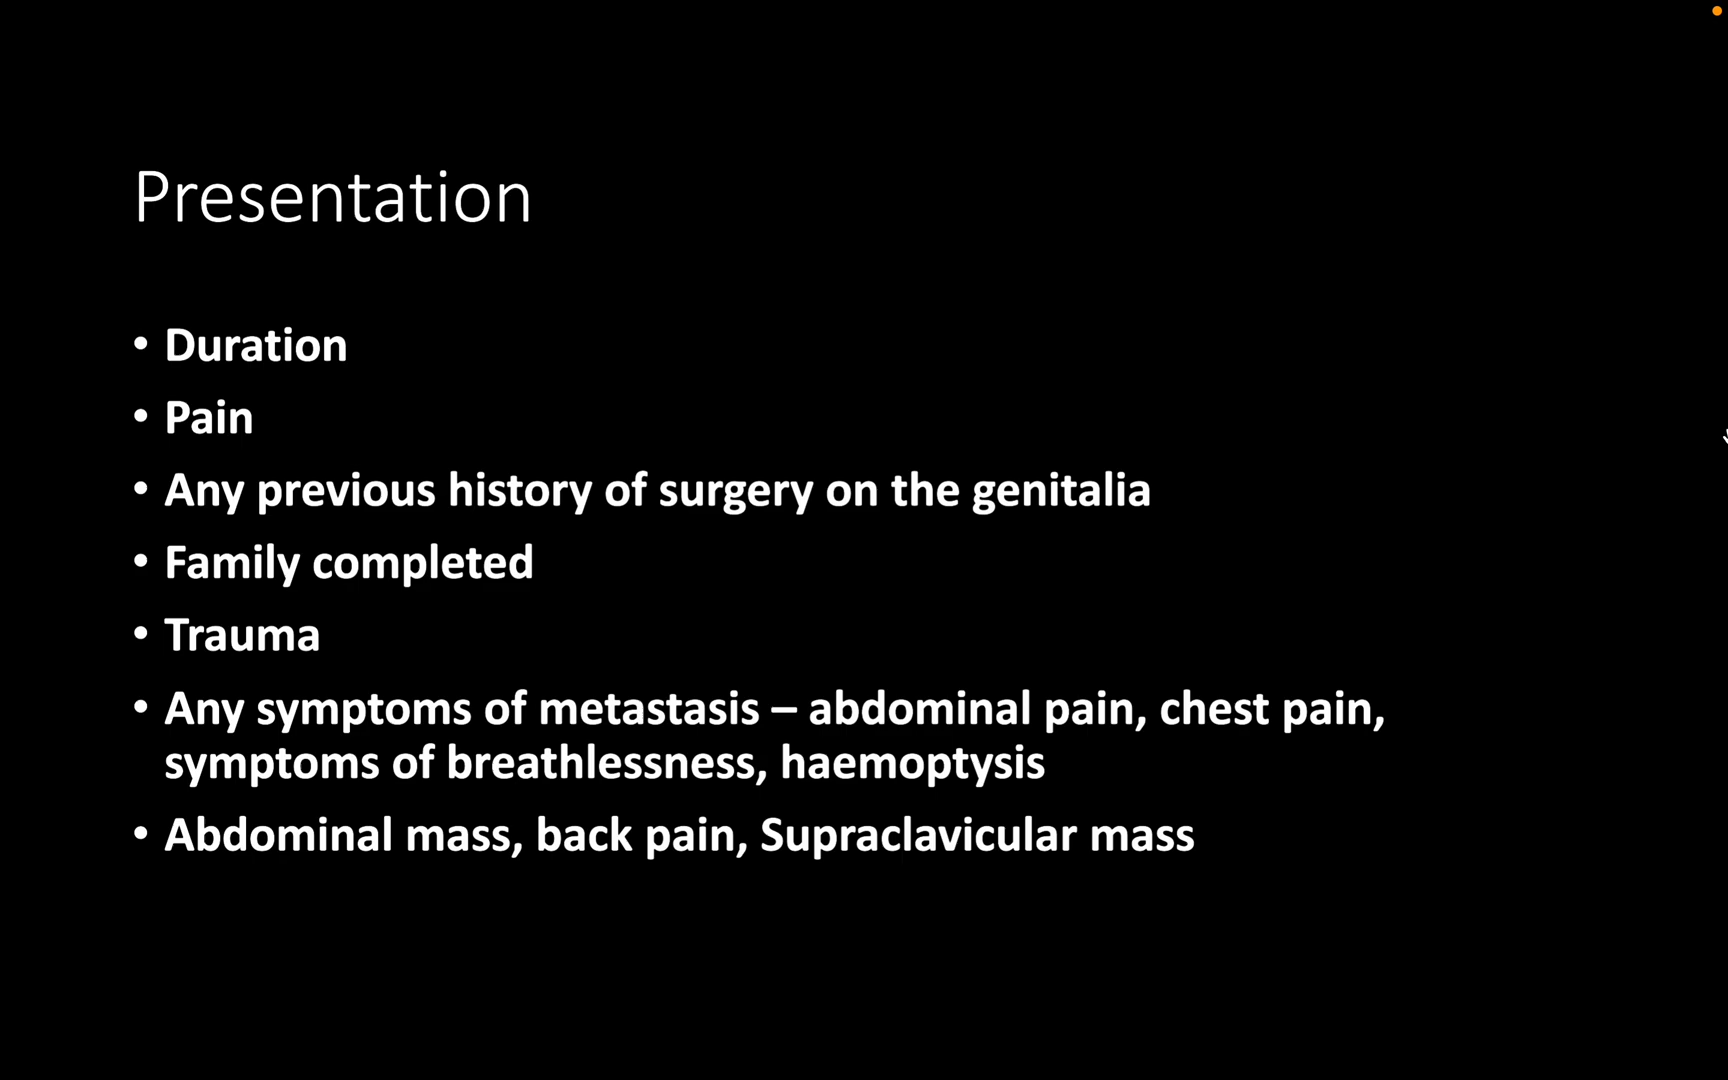 Presentation
• Duration
• Pain
• Any previous history of surgery on the genitalia
• Family completed
• Trauma
• Any symptoms of metastasis – abdominal pain, chest pain,
symptoms of breathlessness, haemoptysis
• Abdominal mass, back pain, Supraclavicular mass